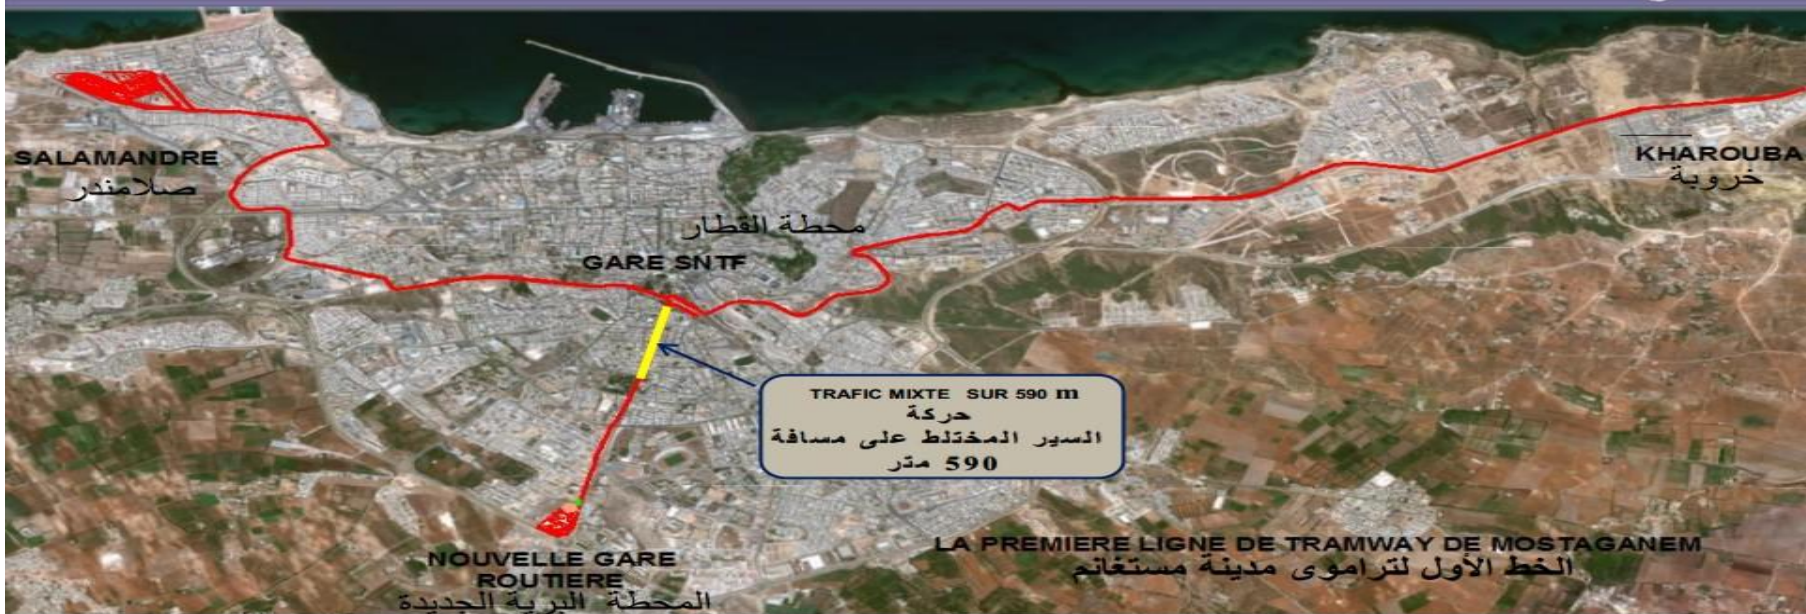 SALAMANDRE
صلامندر
KHAROUBA
خروبة
محطة القطار
GARE SNTF
TRAFIC MIXTE SUR 590 m
حركة
السير المختلط على مسافة
590 متر
LA PREMIERE LIGNE DE TRAMWAY DE MOSTAGANEM
الخط الأول لتراموى مدينة مستغانم
NOUVELLE GARE
ROUTIERE
المحطة البرية الجديدة